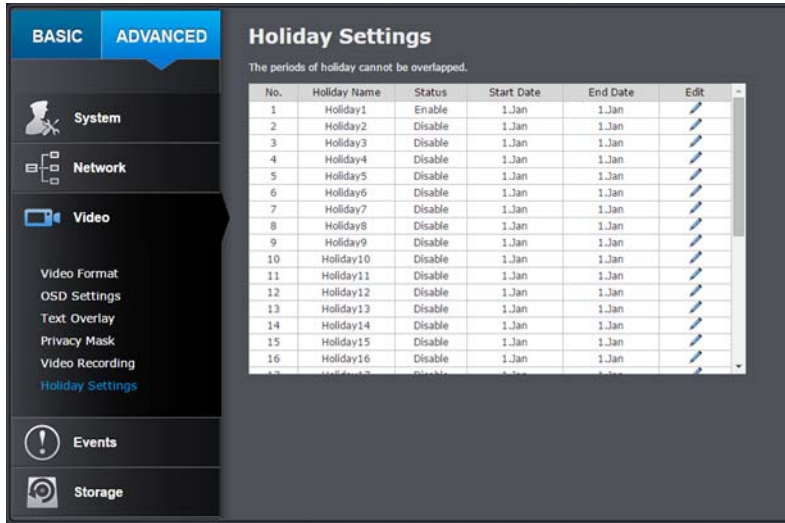 BASIC ADVANCED
System
Network
Video
Video Format
OSD Settings
Text Overlay
Privacy Mask
Video Recording
Holiday Settings
Events
Storage
Holiday Settings
The periods of holiday cannot be overlapped.
No. Holiday Name Status Start Date End Date Edit
1 Holiday1 Enable 1.Jan 1.Jan
2 Holiday2 Disable 1.Jan 1.Jan
3 Holiday3 Disable 1.Jan 1.Jan
4 Holiday4 Disable 1.Jan 1.Jan
5 Holiday5 Disable 1.Jan 1.Jan
6 Holiday6 Disable 1.Jan 1.Jan
7 Holiday7 Disable 1.Jan 1.Jan
8 Holiday8 Disable 1.Jan 1.Jan
9 Holiday9 Disable 1.Jan 1.Jan
10 Holiday10 Disable 1.Jan 1.Jan
11 Holiday11 Disable 1.Jan 1.Jan
12 Holiday12 Disable 1.Jan 1.Jan
13 Holiday13 Disable 1.Jan 1.Jan
14 Holiday14 Disable 1.Jan 1.Jan
15 Holiday15 Disable 1.Jan 1.Jan
16 Holiday16 Disable 1.Jan 1.Jan